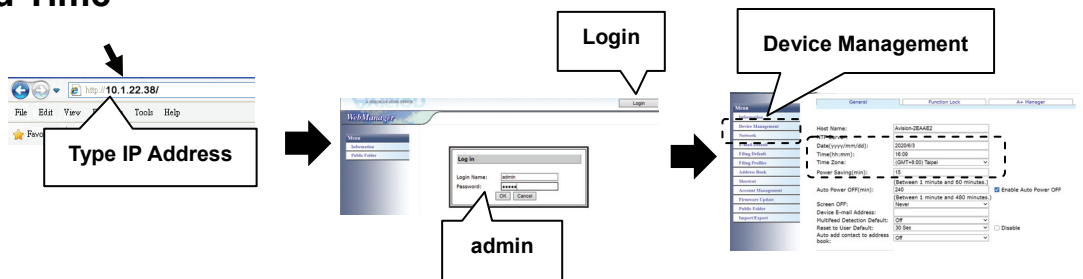 d Time
Type IP Address
http://10.1.22.38/
File Edit View Tools Help
Favo
Login
Login
WebManager
Menu
Information
Public Folder
Log in
Login Name: admin
Password: •••••
OK Cancel
admin
Device Management
Menu
Device Management
Network
Filing Default
Filing Profiles
Address Book
Shortcut
Account Management
Firmware Update
Public Folder
Import/Export
General Function Lock A+ Manager
Host Name: Avision-2EAAE2
NTP Server
Date(yyyy/mm/dd): 2020/6/3
Time(hh:mm): 16:09
Time Zone: (GMT+8:00) Taipei
Power Saving(min): 15
(Between 1 minute and 60 minutes.)
Auto Power OFF(min): 240 Enable Auto Power OFF
(Between 1 minute and 480 minutes.)
Screen OFF: Never
Device E-mail Address:
Multifeed Detection Default: Off
Reset to User Default: 30 Sec Disable
Auto add contact to address book: Off